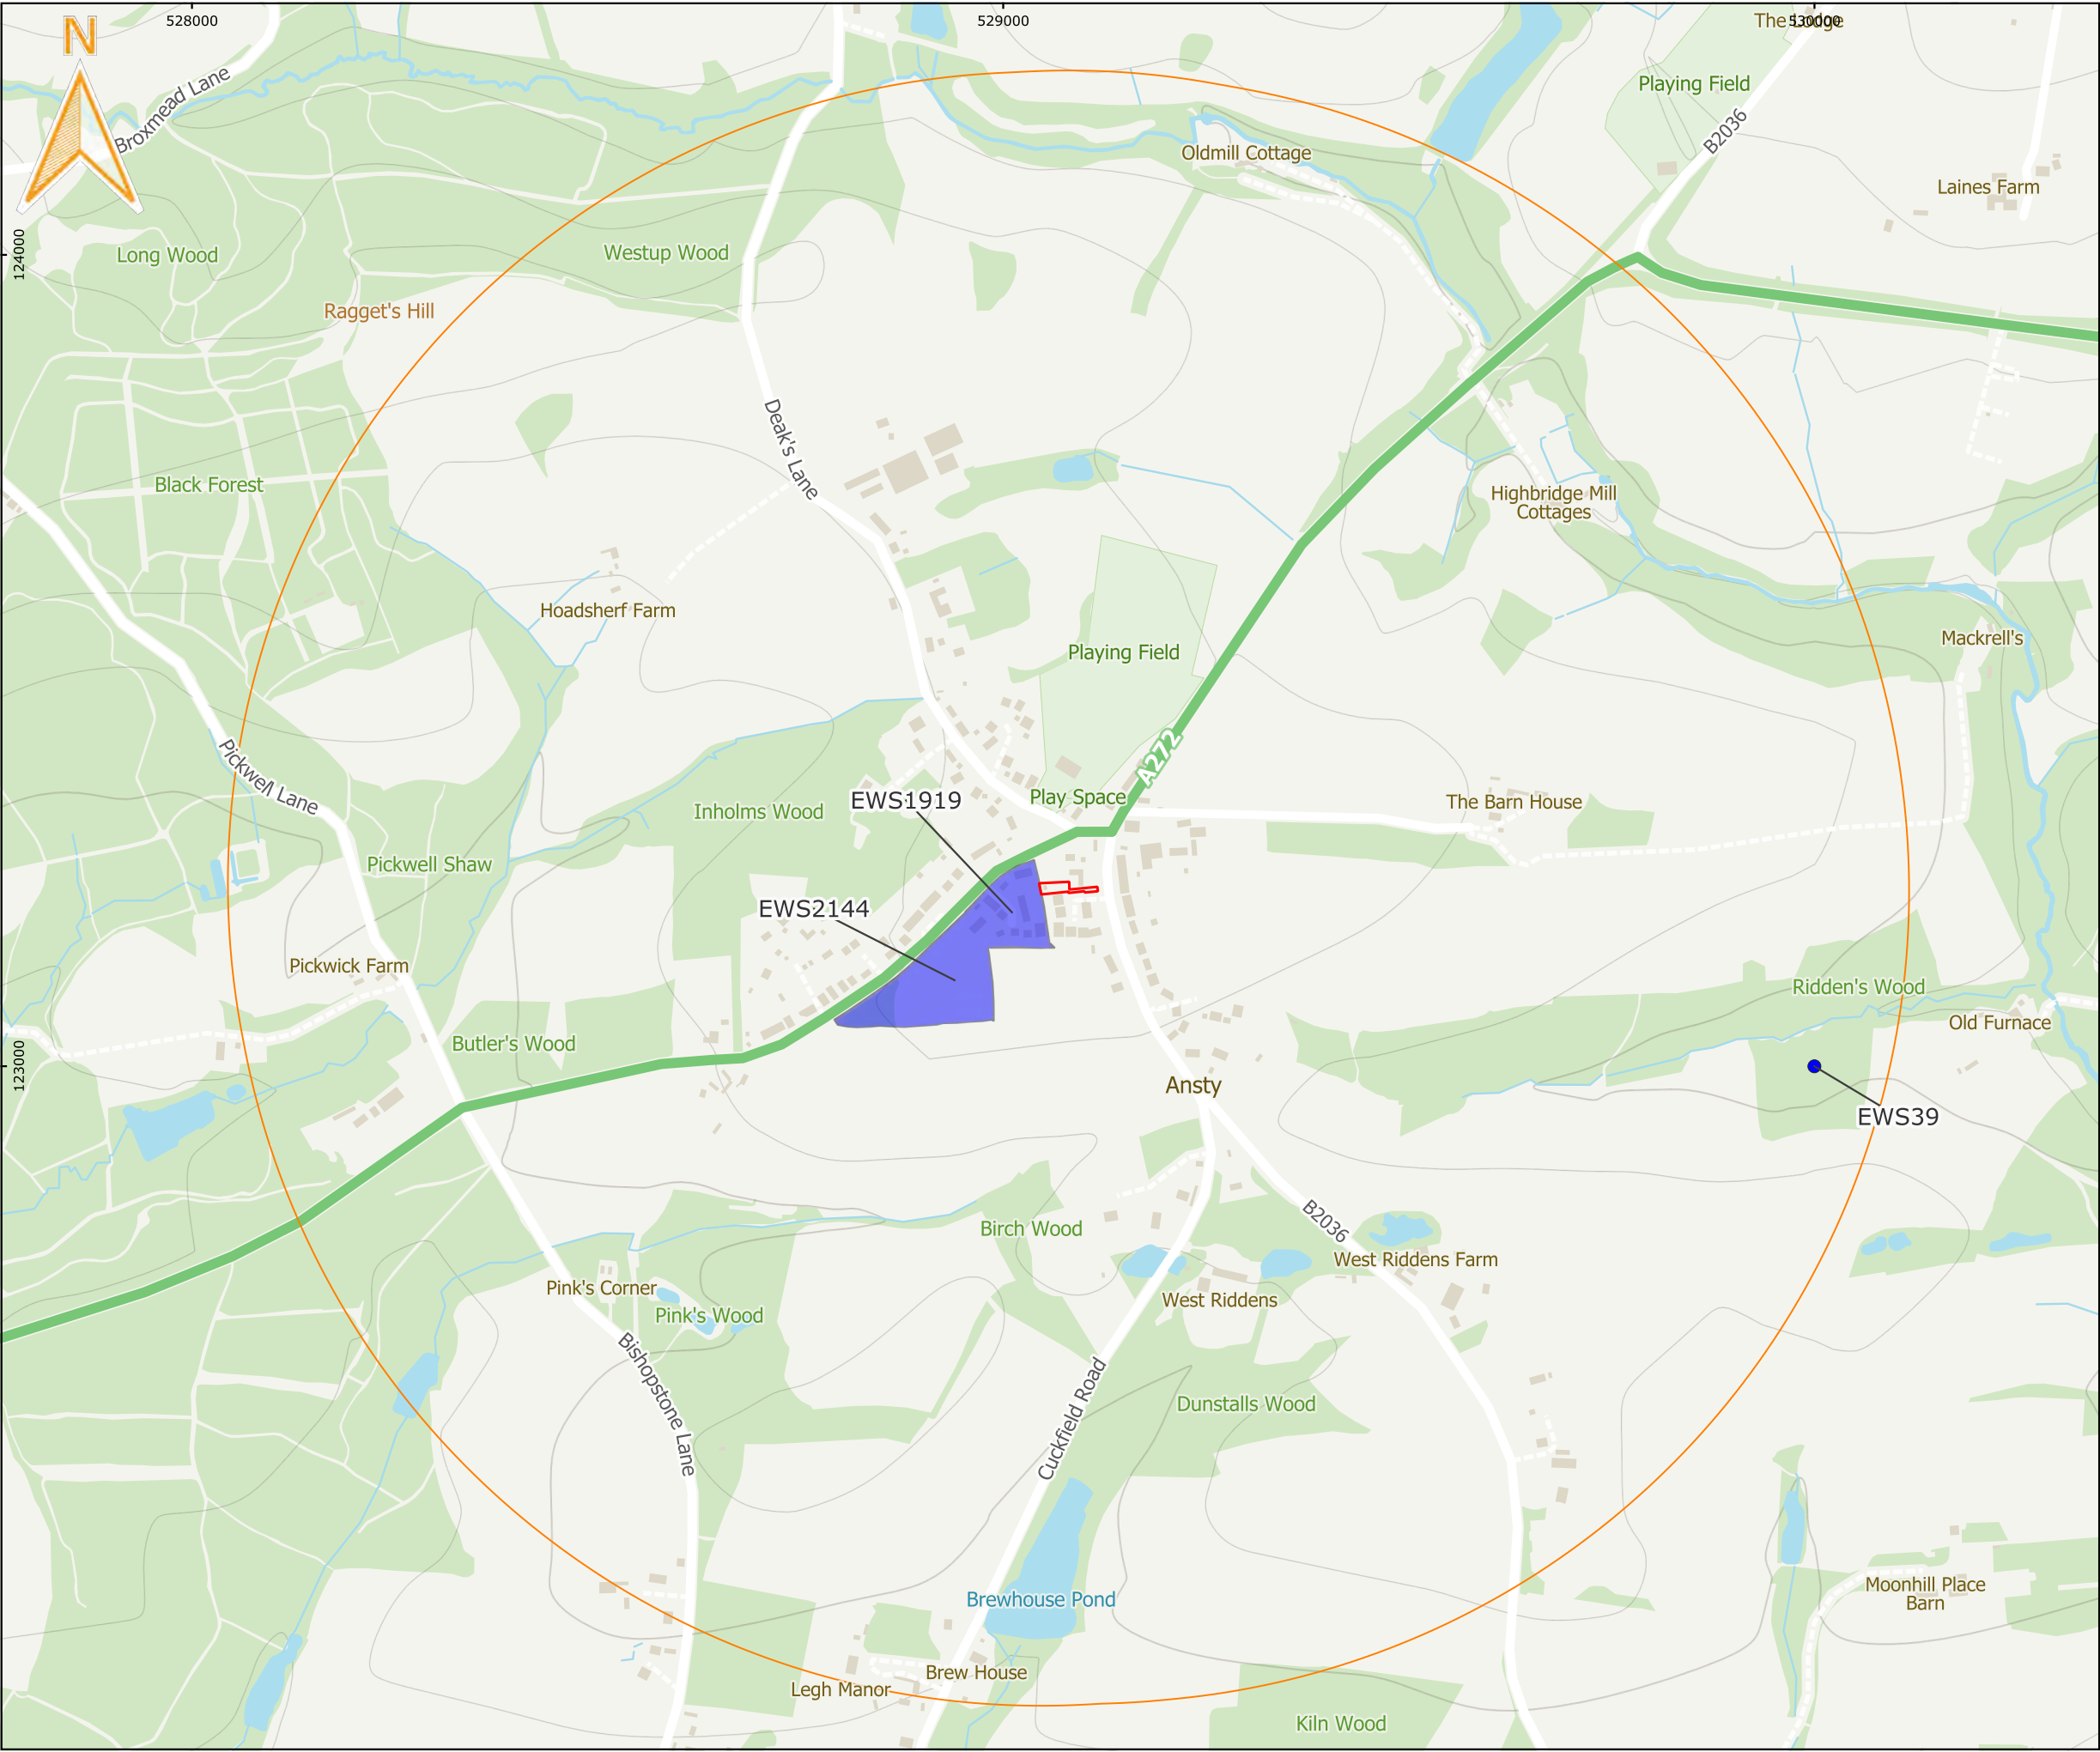 528000
529000
530000
The Lodge
N
Broxmead Lane
Playing Field
B2036
Oldmill Cottage
Laines Farm
124000
Long Wood
Westup Wood
Ragget's Hill
Deak's Lane
Black Forest
Highbridge Mill
Cottages
Hoadsherf Farm
Mackrell's
Playing Field
A272
Pickwell Lane
Play Space
The Barn House
EWS1919
Inholms Wood
Pickwell Shaw
EWS2144
Pickwick Farm
Ridden's Wood
Old Furnace
Butler's Wood
123000
Ansty
EWS39
Birch Wood
B2036
West Riddens Farm
Pink's Corner
West Riddens
Pink's Wood
Bishopstone Lane
Cuckfield Road
Dunstalls Wood
Brewhouse Pond
Moonhill Place
Barn
Brew House
Legh Manor
Kiln Wood